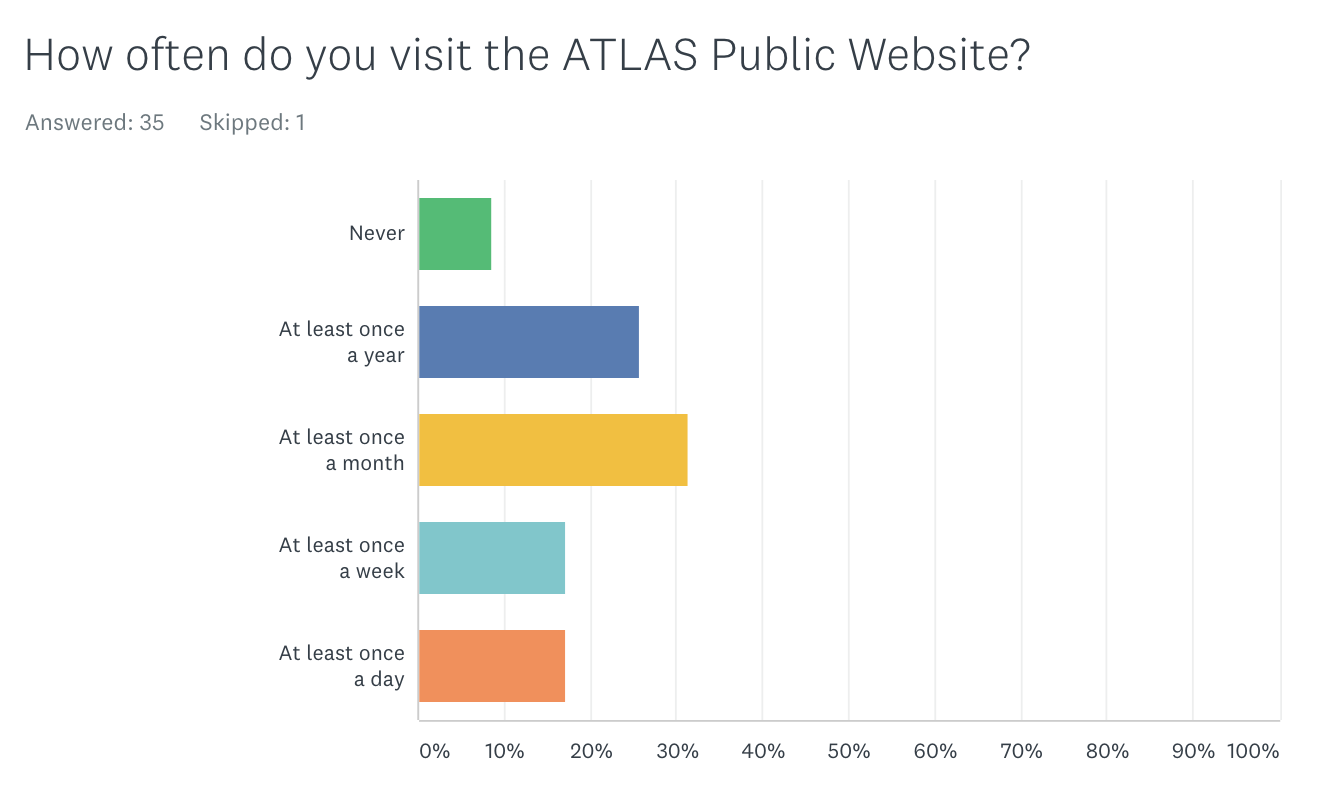 How often do you visit the ATLAS Public Website?
Answered: 35 Skipped: 1
Never
At least once
a year
At least once
a month
At least once
a week
At least once
a day
0% 10% 20% 30% 40% 50% 60% 70% 80% 90% 100%